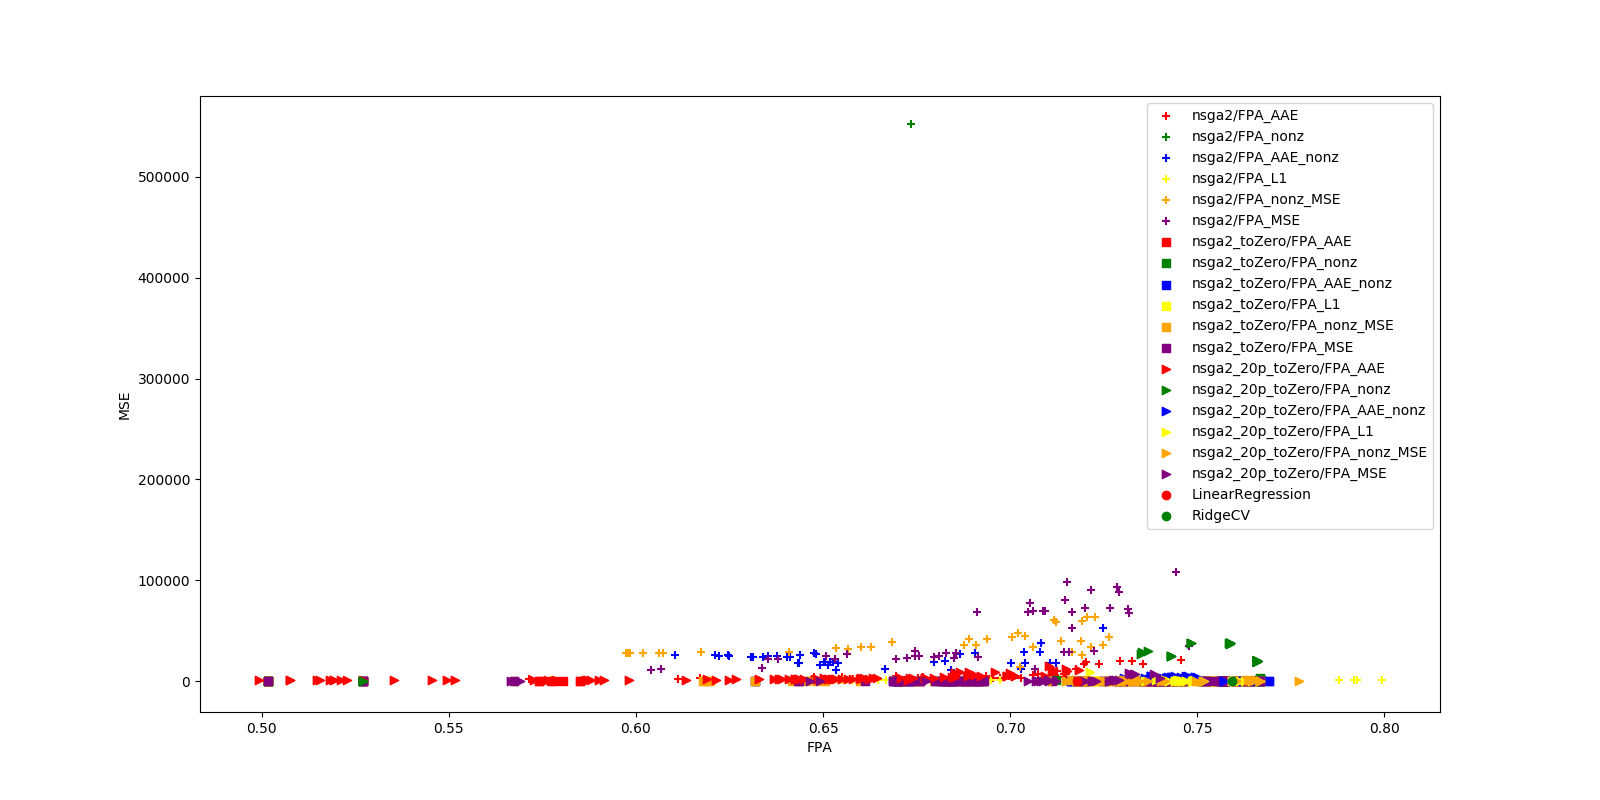 nsga2/FPA_AAE
nsga2/FPA_nonz
nsga2/FPA_AAE_nonz
nsga2/FPA_L1
nsga2/FPA_nonz_MSE
nsga2/FPA_MSE
nsga2_toZero/FPA_AAE
nsga2_toZero/FPA_nonz
nsga2_toZero/FPA_AAE_nonz
nsga2_toZero/FPA_L1
nsga2_toZero/FPA_nonz_MSE
nsga2_toZero/FPA_MSE
nsga2_20p_toZero/FPA_AAE
nsga2_20p_toZero/FPA_nonz
nsga2_20p_toZero/FPA_AAE_nonz
nsga2_20p_toZero/FPA_L1
nsga2_20p_toZero/FPA_nonz_MSE
nsga2_20p_toZero/FPA_MSE
LinearRegression
RidgeCV
500000
400000
300000
200000
100000
0
MSE
0.50 0.55 0.60 0.65 0.70 0.75 0.80
FPA